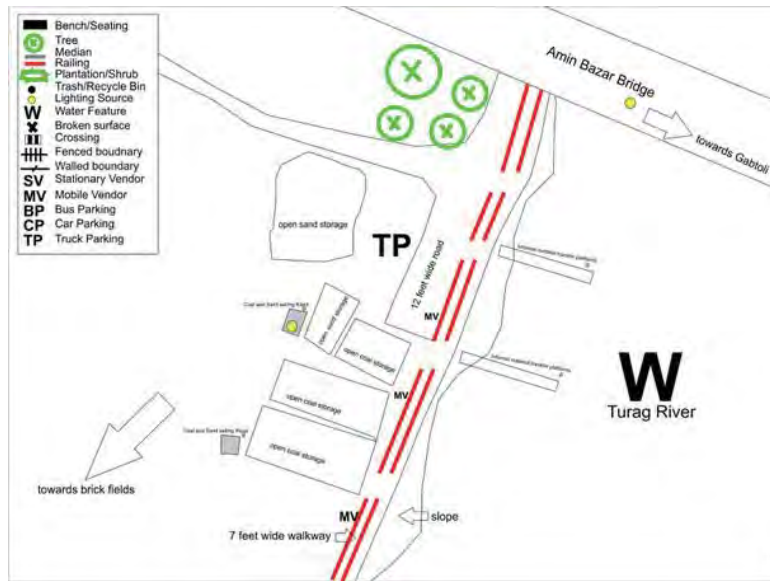 Bench/Seating
Tree
Median
Railing
Plantation/Shrub
Trash/Recycle Bin
Lighting Source
W Water Feature
Broken surface
Crossing
Fenced boudnary
Walled boundary
SV Stationary Vendor
MV Mobile Vendor
BP Bus Parking
CP Car Parking
TP Truck Parking
Amin Bazar Bridge
towards Gabtoli
open sand storage
TP
12 feet wide road
MV
open sand storage
open coal storage
MV
open coal storage
open coal storage
W
Turag River
towards brick fields
MV
slope
7 feet wide walkway